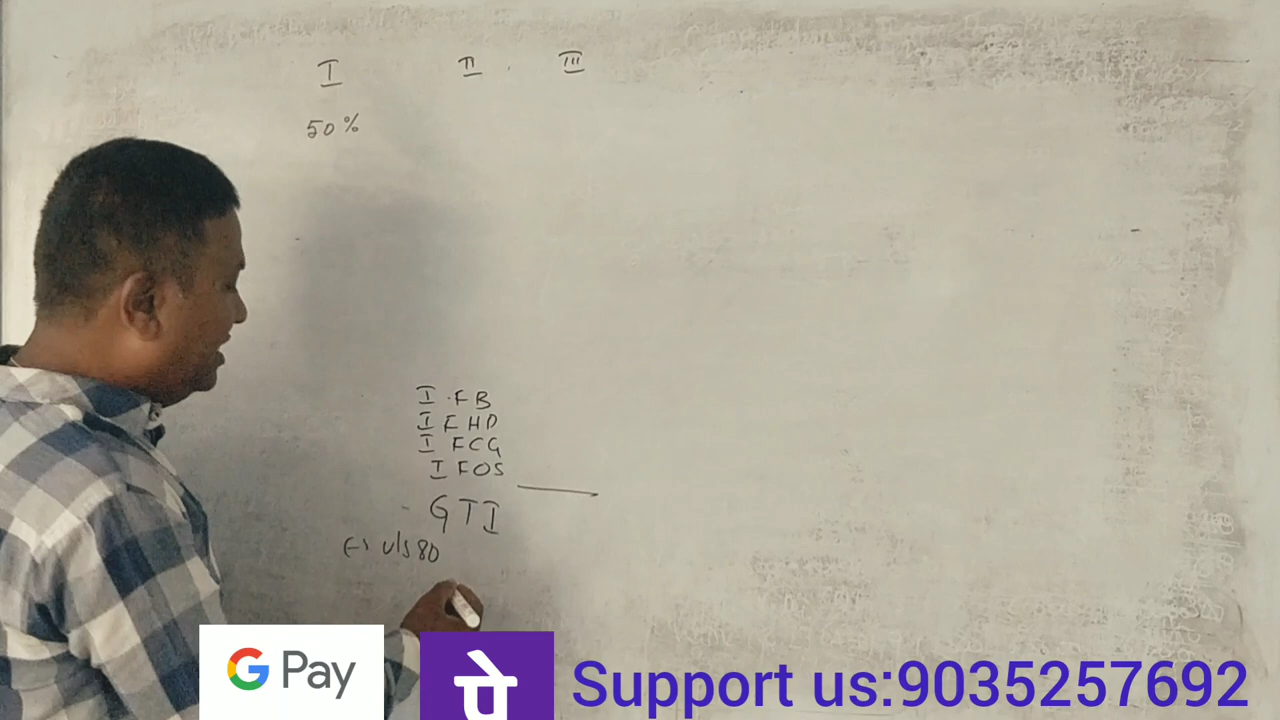 I II III
50%
I FB
I FHP
I FCG
I FOS
GTI
(-) u/s 80
G Pay
पे
Support us:9035257692